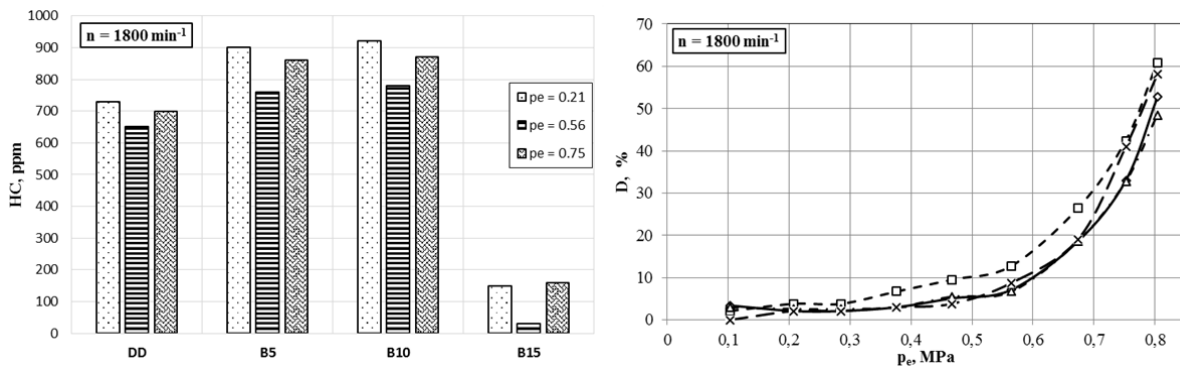 1000
900
800
700
600
500
400
300
200
100
0
HC, ppm
n = 1800 min-1
pe = 0.21
pe = 0.56
pe = 0.75
DD B5 B10 B15
70
60
50
40
30
20
10
0
D, %
n = 1800 min-1
0 0,1 0,2 0,3 0,4 0,5 0,6 0,7 0,8 0,9
pe, MPa